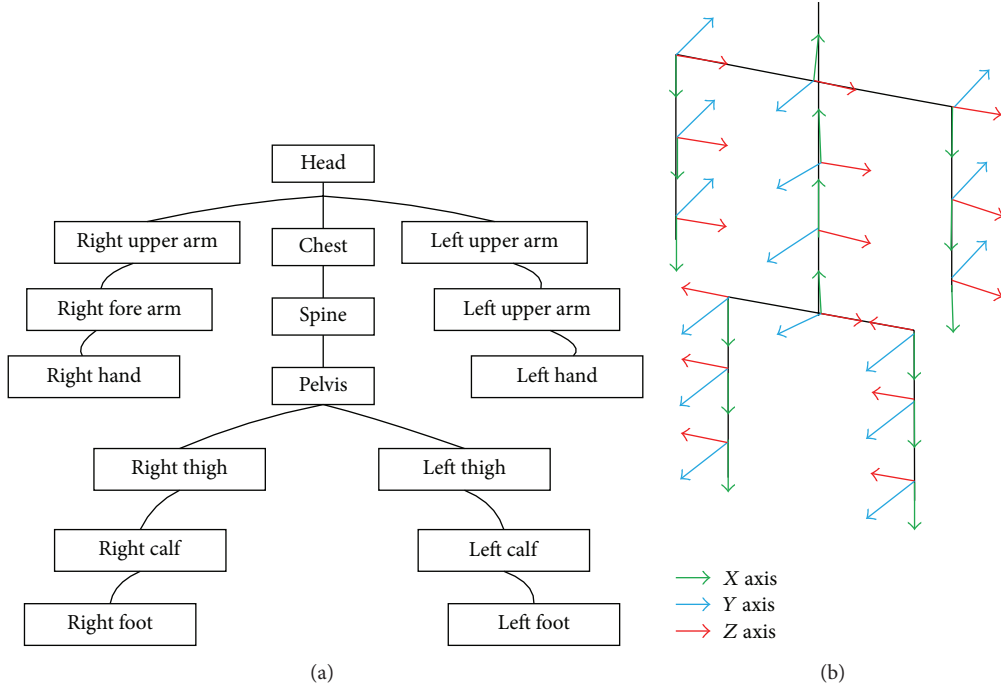 Head
Right upper arm
Chest
Left upper arm
Right fore arm
Spine
Left upper arm
Right hand
Pelvis
Left hand
Right thigh
Left thigh
Right calf
Left calf
Right foot
Left foot
(a)
X axis
Y axis
Z axis
(b)